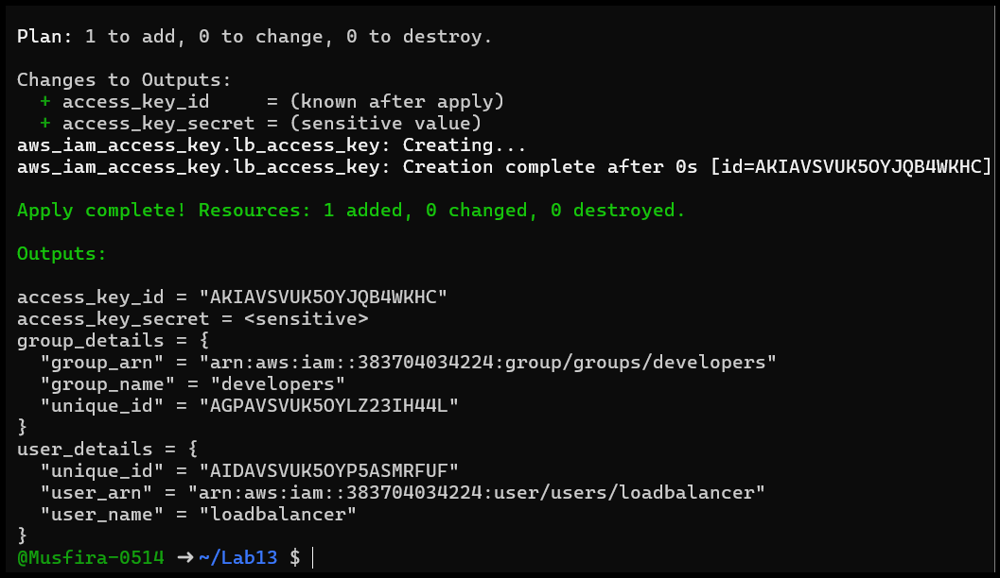 Plan: 1 to add, 0 to change, 0 to destroy.
Changes to Outputs:
+ access_key_id = (known after apply)
+ access_key_secret = (sensitive value)
aws_iam_access_key.lb_access_key: Creating...
aws_iam_access_key.lb_access_key: Creation complete after 0s [id=AKIAVSVUK5OYJQB4WKHC]
Apply complete! Resources: 1 added, 0 changed, 0 destroyed.
Outputs:
access_key_id = "AKIAVSVUK5OYJQB4WKHC"
access_key_secret = <sensitive>
group_details = {
"group_arn" = "arn:aws:iam::383704034224:group/groups/developers"
"group_name" = "developers"
"unique_id" = "AGPAVSVUK5OYLZ23IH44L"
}
user_details = {
"unique_id" = "AIDAVSVUK5OYP5ASMRFUF"
"user_arn" = "arn:aws:iam::383704034224:user/users/loadbalancer"
"user_name" = "loadbalancer"
}
@Musfira-0514 ➜ ~/Lab13 $